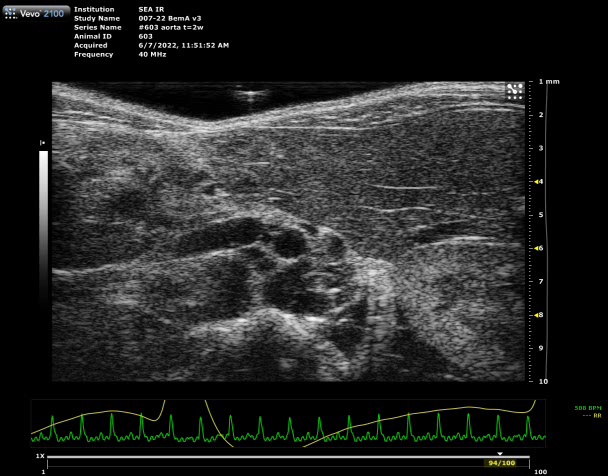 Vevo 2100
Institution SEA IR
Study Name 007-22 BemA v3
Series Name #603 aorta t=2w
Animal ID 603
Acquired 6/7/2022, 11:51:52 AM
Frequency 40 MHz
1 mm
2
3
4
5
6
7
8
9
10
508 BPM
--- RR
1X
94/100
1 100